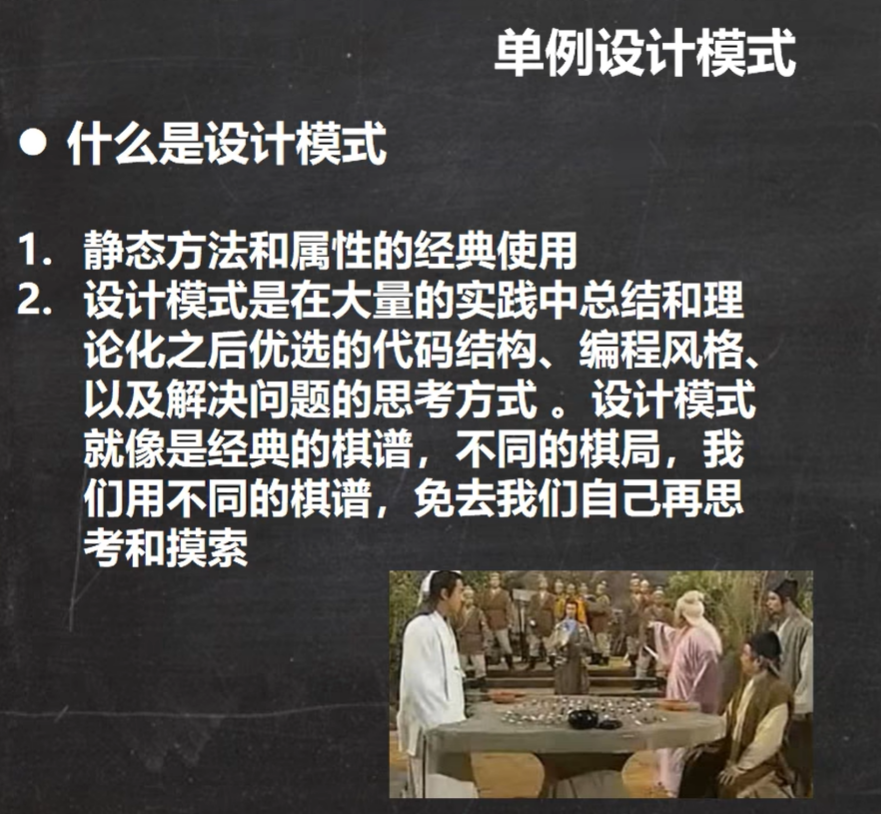 单例设计模式
● 什么是设计模式
1. 静态方法和属性的经典使用
2. 设计模式是在大量的实践中总结和理
论化之后优选的代码结构、编程风格、
以及解决问题的思考方式 。设计模式
就像是经典的棋谱，不同的棋局，我
们用不同的棋谱，免去我们自己再思
考和摸索